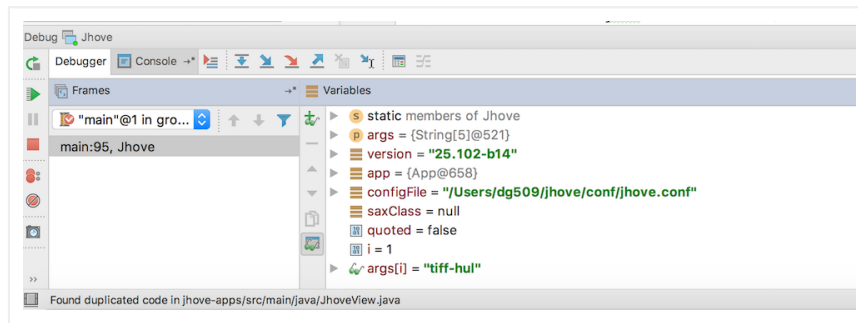 Debug Jhove
Debugger Console
Frames
Variables
"main"@1 in gro...
main:95, Jhove
static members of Jhove
args = {String[5]@521}
version = "25.102-b14"
app = {App@658}
configFile = "/Users/dg509/jhove/conf/jhove.conf"
saxClass = null
quoted = false
i = 1
args[i] = "tiff-hul"
Found duplicated code in jhove-apps/src/main/java/JhoveView.java